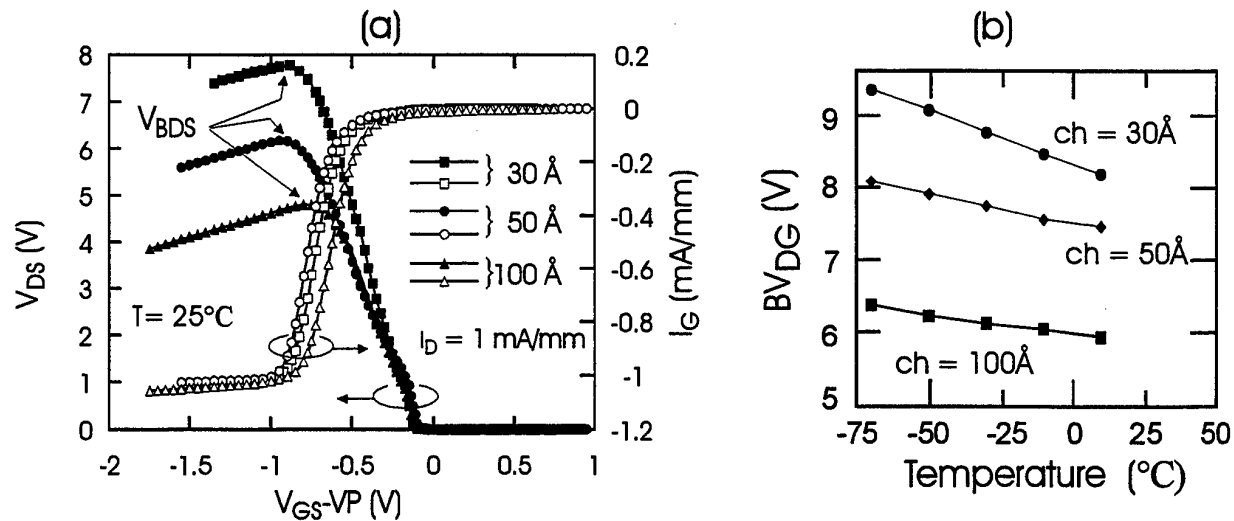 (a)
8
7
6
5
4
3
2
1
0
V_DS (V)
V_BDS
T= 25°C
} 30 Å
} 50 Å
} 100 Å
I_D = 1 mA/mm
0.2
0
-0.2
-0.4
-0.6
-0.8
-1
-1.2
I_G (mA/mm)
-2 -1.5 -1 -0.5 0 0.5 1
V_GS-VP (V)
(b)
9
8
7
6
5
BV_DG (V)
ch = 30Å
ch = 50Å
ch = 100Å
-75 -50 -25 0 25 50
Temperature (°C)